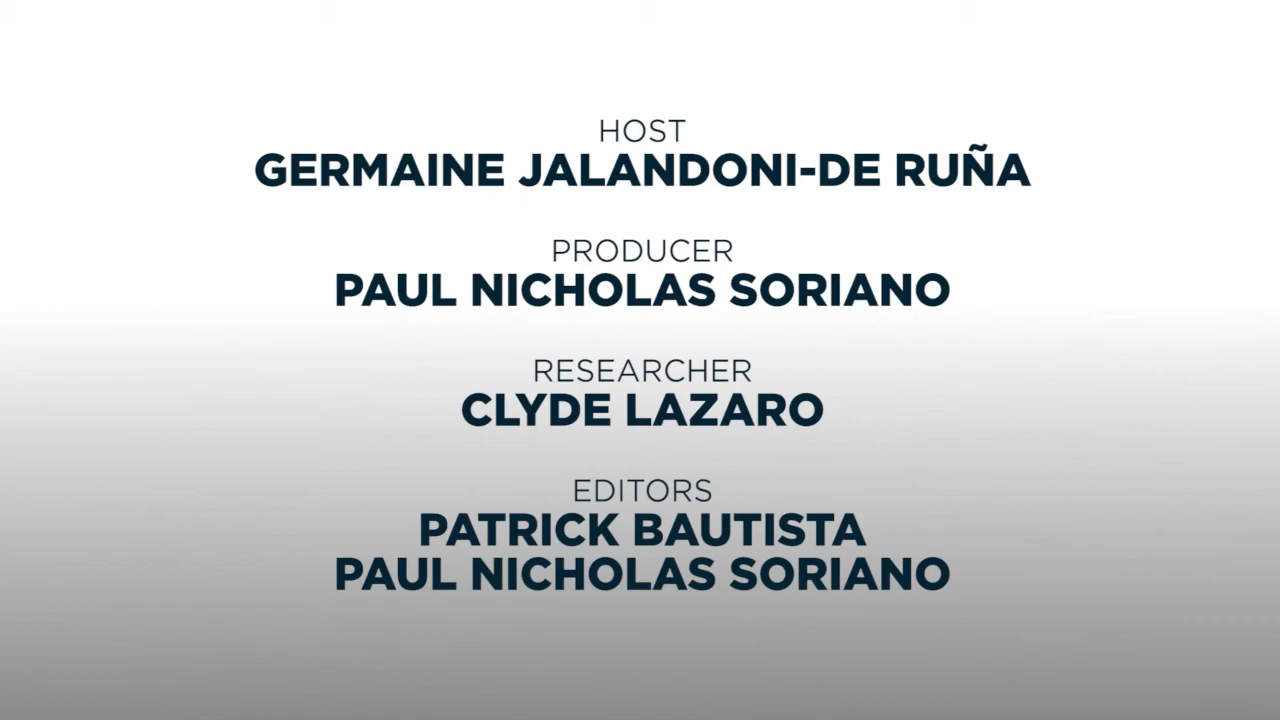 HOST
GERMAINE JALANDONI-DE RUÑA
PRODUCER
PAUL NICHOLAS SORIANO
RESEARCHER
CLYDE LAZARO
EDITORS
PATRICK BAUTISTA
PAUL NICHOLAS SORIANO